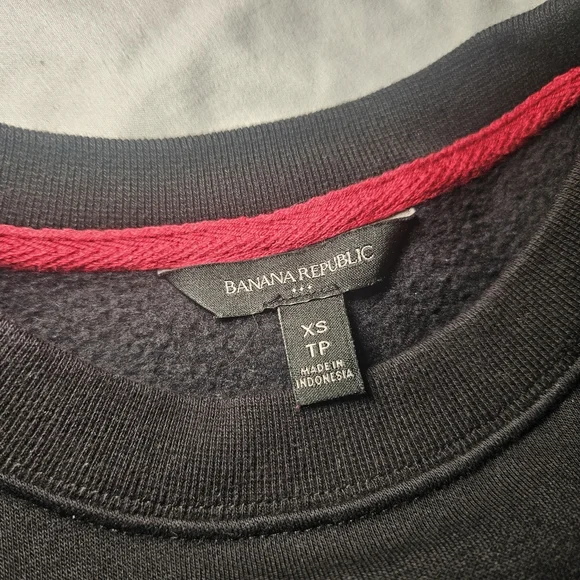 BANANA REPUBLIC
XS
TP
MADE IN
INDONESIA